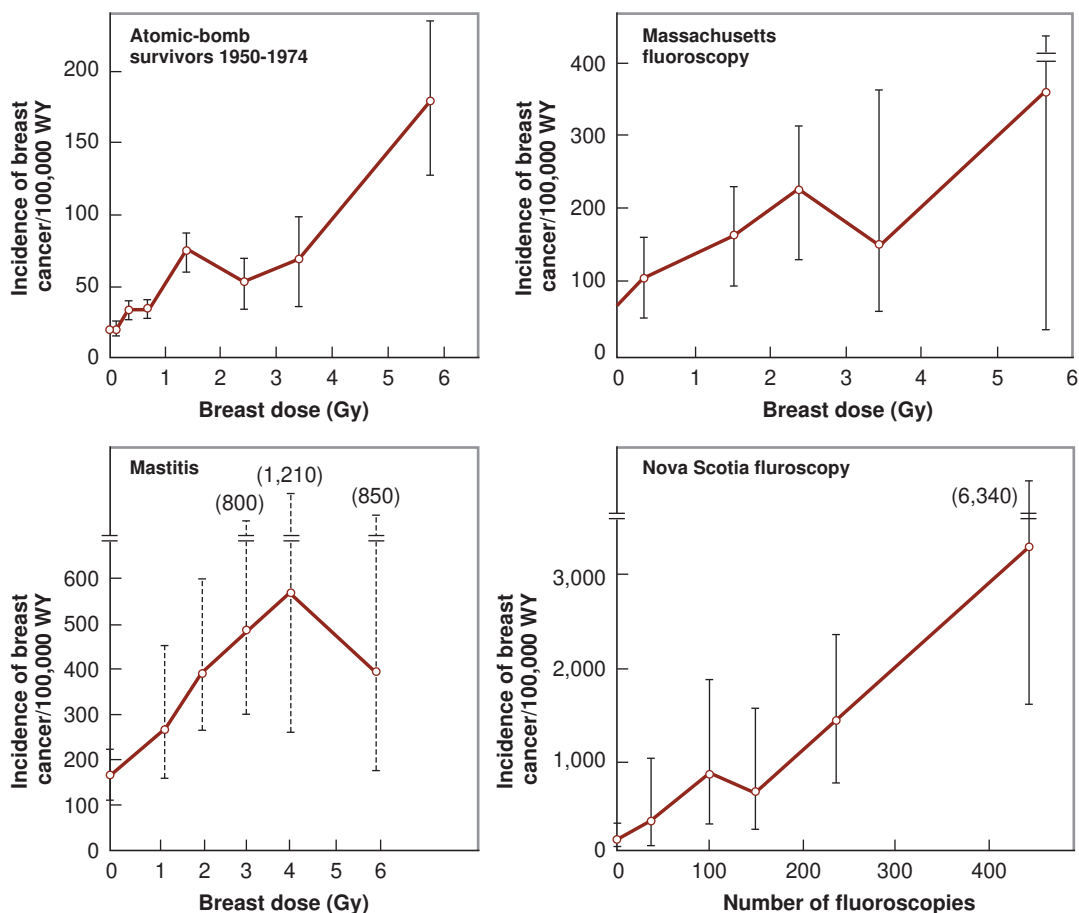 Atomic-bomb
survivors 1950-1974
Incidence of breast
cancer/100,000 WY
200
150
100
50
0
0 1 2 3 4 5 6
Breast dose (Gy)
Massachusetts
fluoroscopy
Incidence of breast
cancer/100,000 WY
400
300
200
100
0
0 1 2 3 4 5 6
Breast dose (Gy)
Mastitis
(800)
(1,210)
(850)
Incidence of breast
cancer/100,000 WY
600
500
400
300
200
100
0
0 1 2 3 4 5 6
Breast dose (Gy)
Nova Scotia fluroscopy
(6,340)
Incidence of breast
cancer/100,000 WY
3,000
2,000
1,000
0
0 100 200 300 400
Number of fluoroscopies